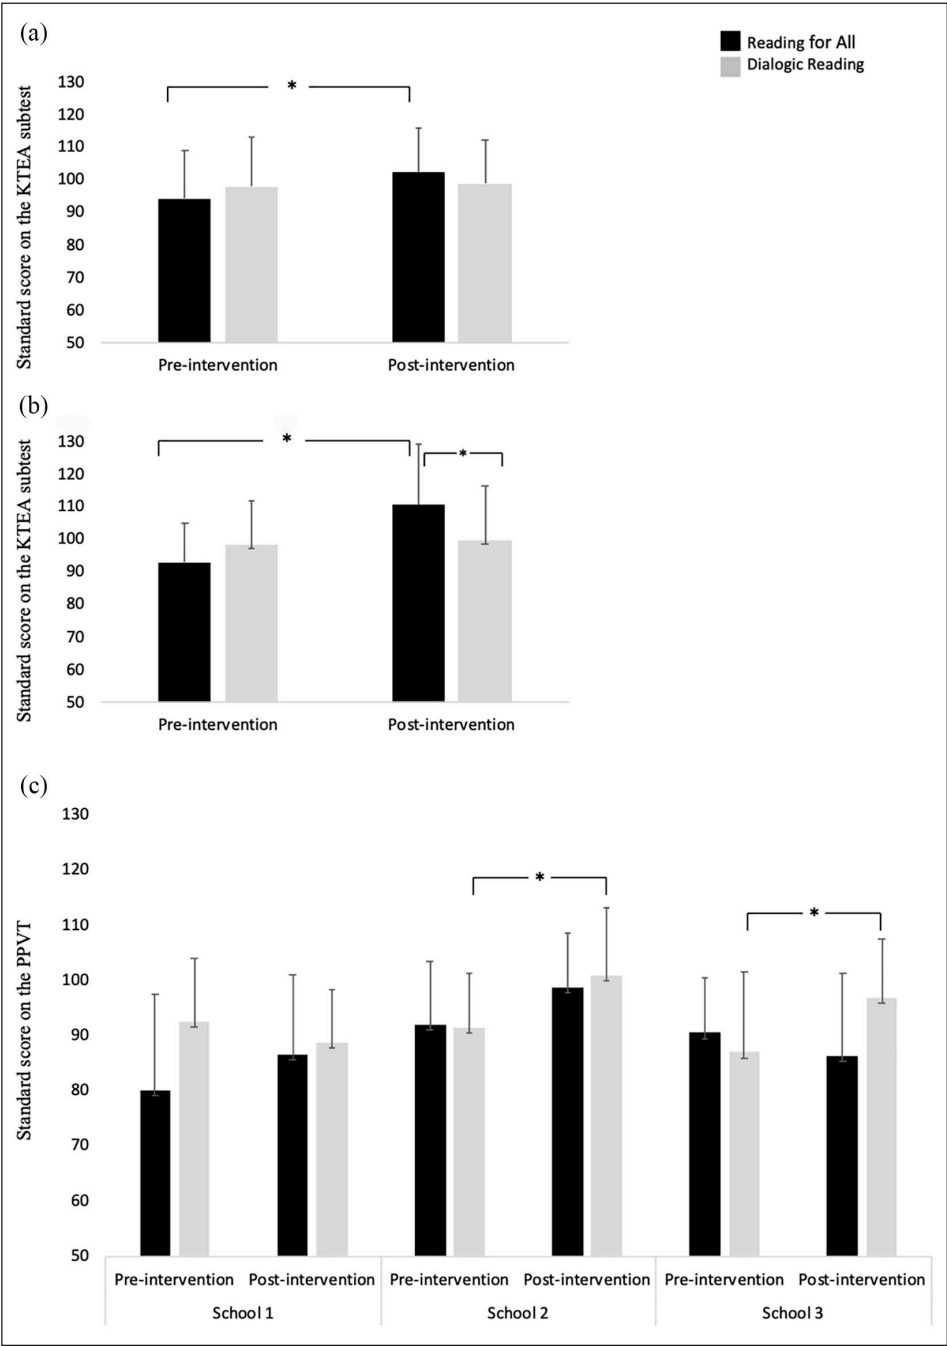 (a)
Reading for All
Dialogic Reading
Standard score on the KTEA subtest
130
120
110
100
90
80
70
60
50
*
Pre-intervention
Post-intervention
(b)
Standard score on the KTEA subtest
130
120
110
100
90
80
70
60
50
*
*
Pre-intervention
Post-intervention
(c)
Standard score on the PPVT
130
120
110
100
90
80
70
60
50
*
*
Pre-intervention Post-intervention Pre-intervention Post-intervention Pre-intervention Post-intervention
School 1 School 2 School 3